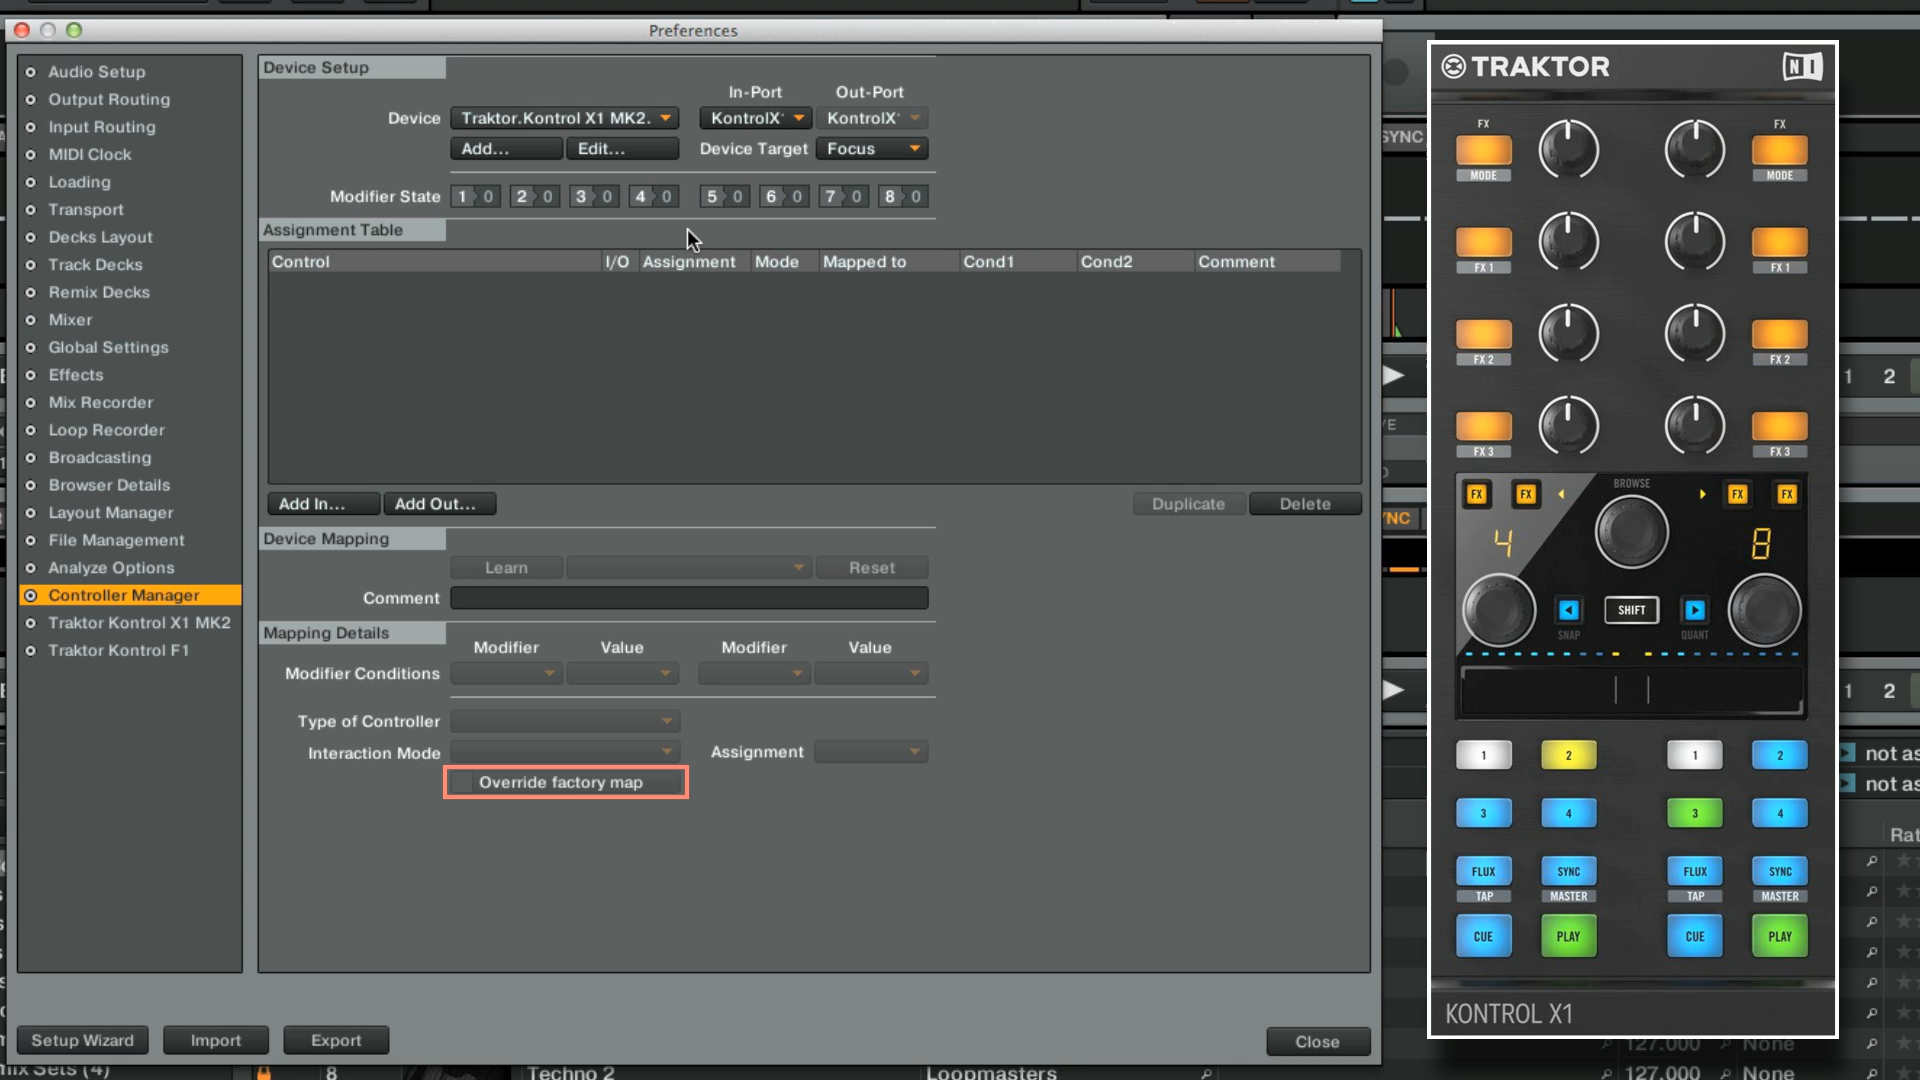 Preferences
Audio Setup
Output Routing
Input Routing
MIDI Clock
Loading
Transport
Decks Layout
Track Decks
Remix Decks
Mixer
Global Settings
Effects
Mix Recorder
Loop Recorder
Broadcasting
Browser Details
Layout Manager
File Management
Analyze Options
Controller Manager
Traktor Kontrol X1 MK2
Traktor Kontrol F1
Device Setup
In-Port Out-Port
Device Traktor.Kontrol X1 MK2. KontrolX KontrolX
Add... Edit... Device Target Focus
Modifier State 1 0 2 0 3 0 4 0 5 0 6 0 7 0 8 0
Assignment Table
Control I/O Assignment Mode Mapped to Cond1 Cond2 Comment
Add In... Add Out... Duplicate Delete
Device Mapping
Learn Reset
Comment
Mapping Details
Modifier Value Modifier Value
Modifier Conditions
Type of Controller
Interaction Mode Assignment
Override factory map
Setup Wizard Import Export Close
SYNC
1 2
1 2
not as
not as
Rat
127.000 None
8 Techno 2 Loopmasters 127.000 None
TRAKTOR NI
FX FX
MODE MODE
FX 1 FX 1
FX 2 FX 2
FX 3 FX 3
BROWSE
FX FX FX FX
4 8
SHIFT
SNAP QUANT
1 2 1 2
3 4 3 4
FLUX SYNC FLUX SYNC
TAP MASTER TAP MASTER
CUE PLAY CUE PLAY
KONTROL X1